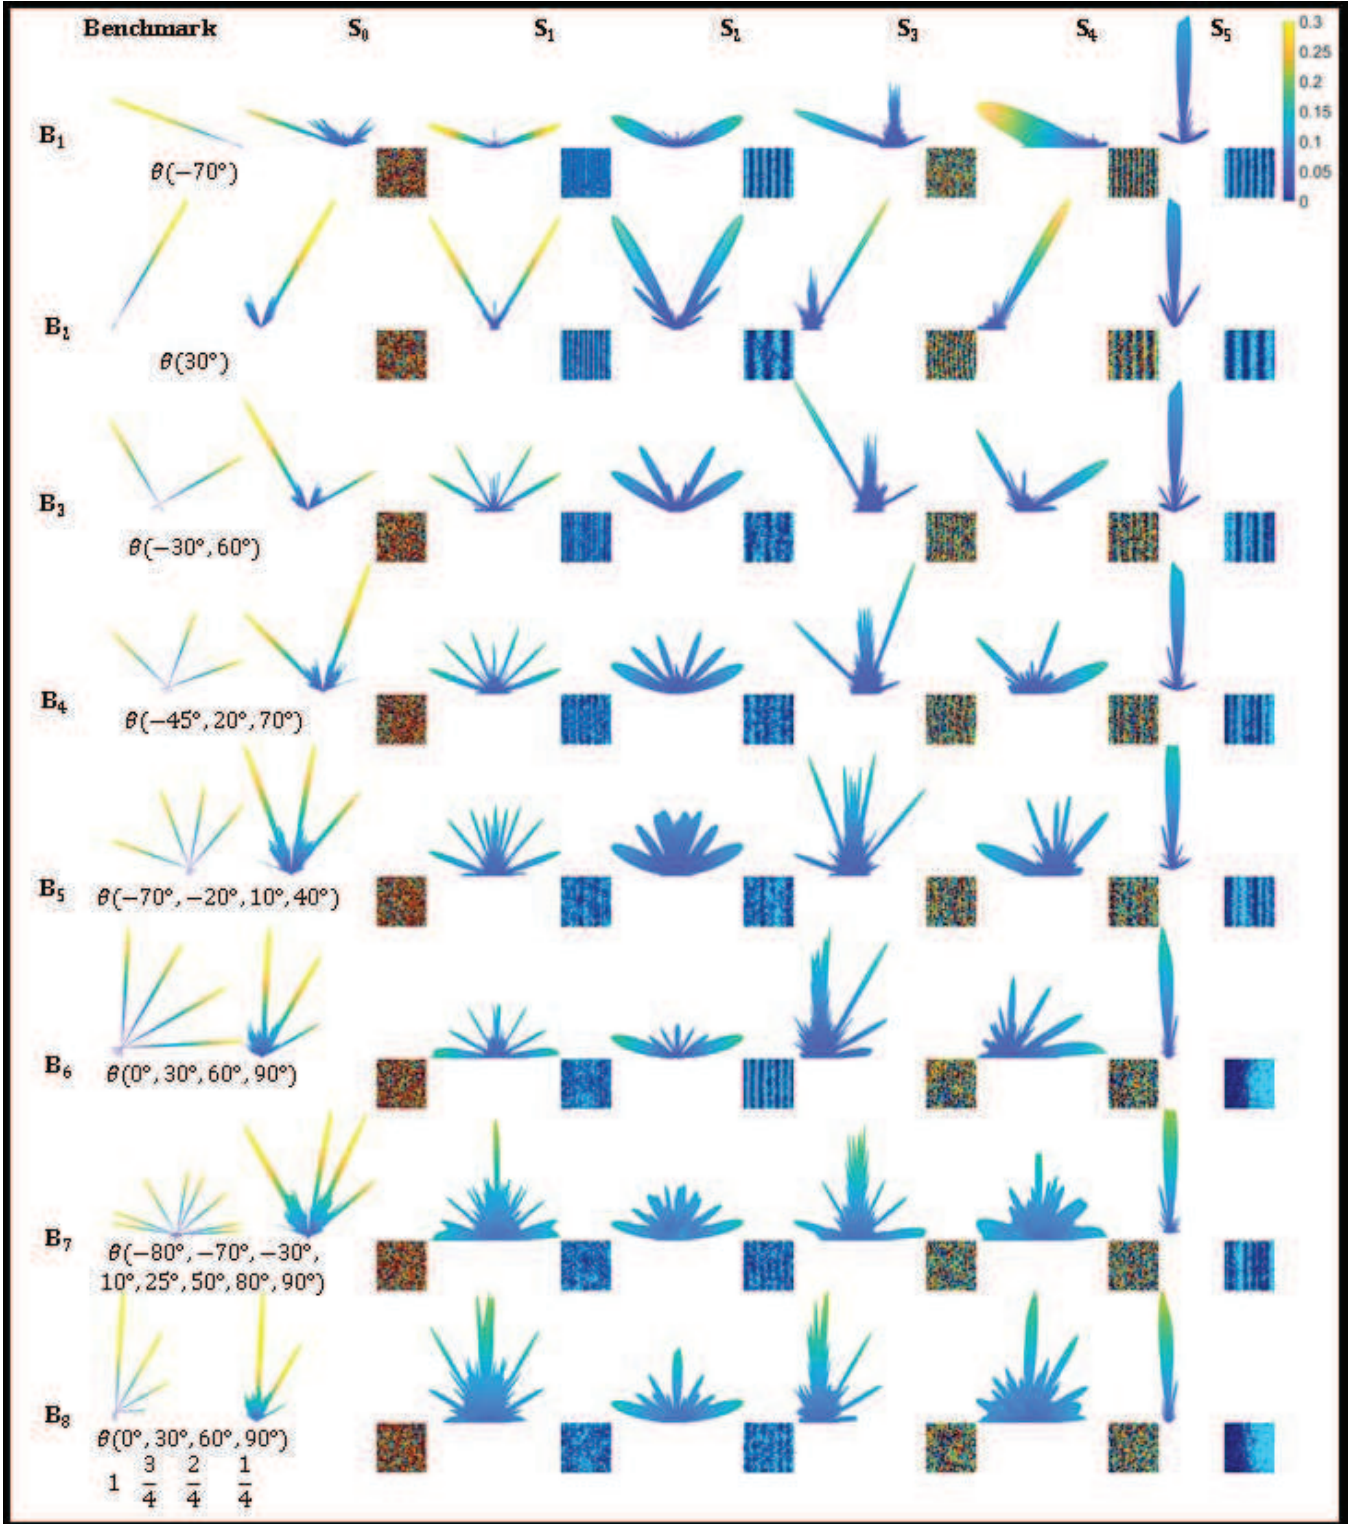 Benchmark S₀ S₁ S₂ S₃ S₄ S₅
0.3
0.25
0.2
0.15
0.1
0.05
0
B₁
θ(−70°)
B₂
θ(30°)
B₃
θ(−30°, 60°)
B₄
θ(−45°, 20°, 70°)
B₅
θ(−70°, −20°, 10°, 40°)
B₆
θ(0°, 30°, 60°, 90°)
B₇
θ(−80°, −70°, −30°,
10°, 25°, 50°, 80°, 90°)
B₈
θ(0°, 30°, 60°, 90°)
1 3/4 2/4 1/4